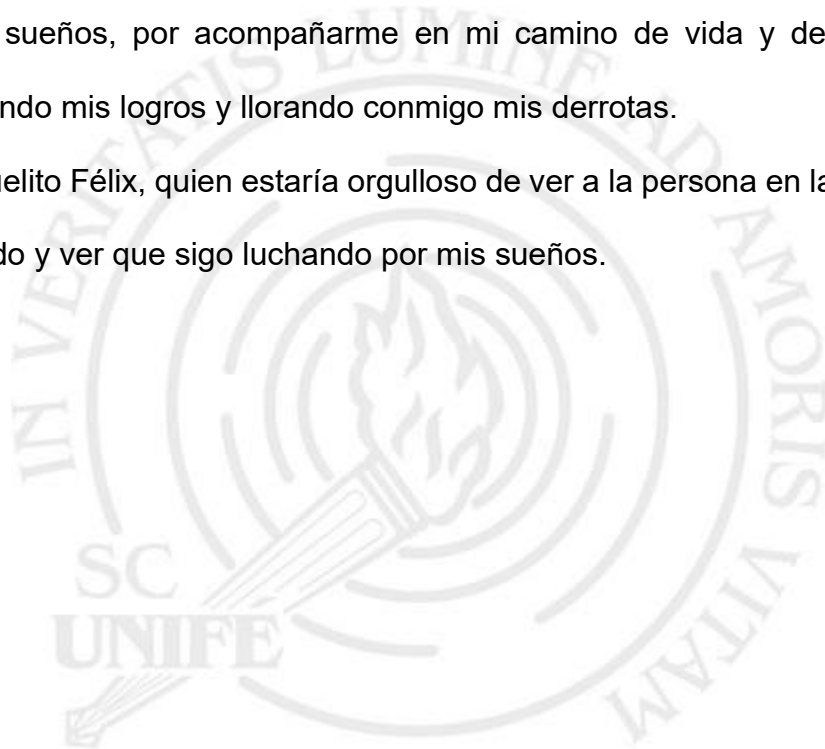 sueños, por acompañarme en mi camino de vida y de
ndo mis logros y llorando conmigo mis derrotas.
elito Félix, quien estaría orgulloso de ver a la persona en la
do y ver que sigo luchando por mis sueños.
IN VERITATIS LUMINE AD AMORIS VITAM
SC
UNIFE